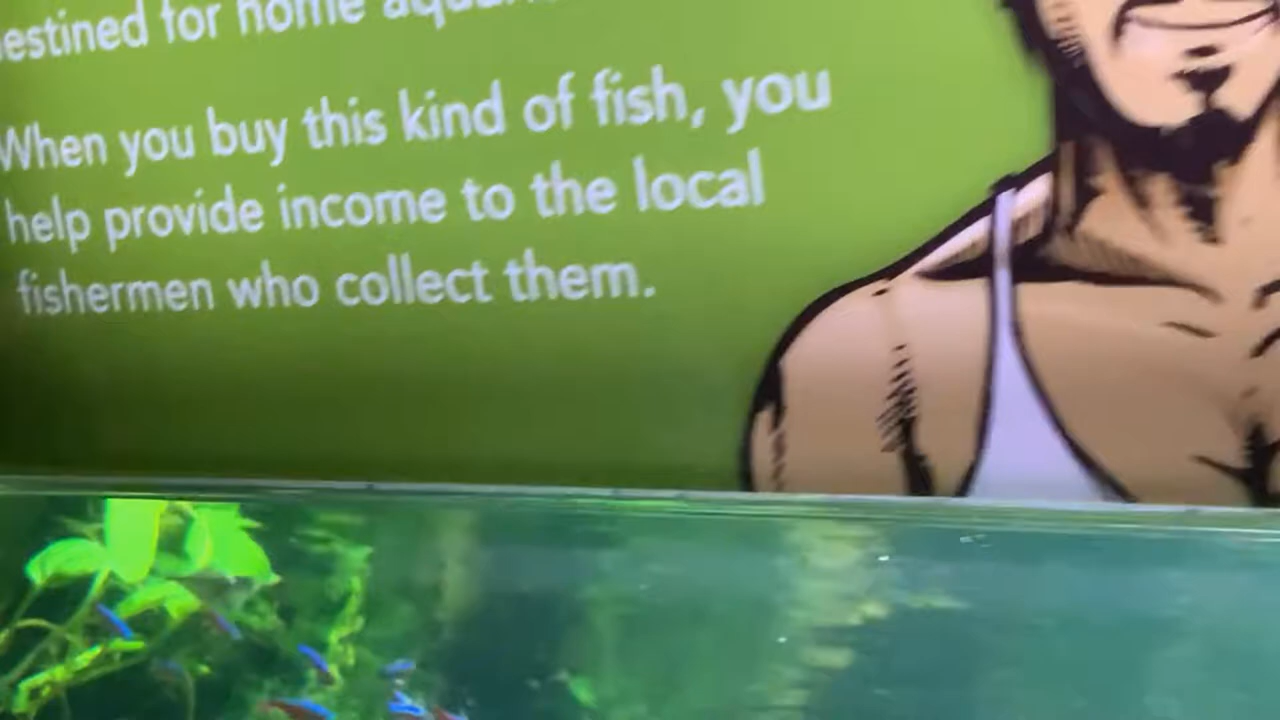 for home
When you buy this kind of fish, you
help provide income to the local
fishermen who collect them.